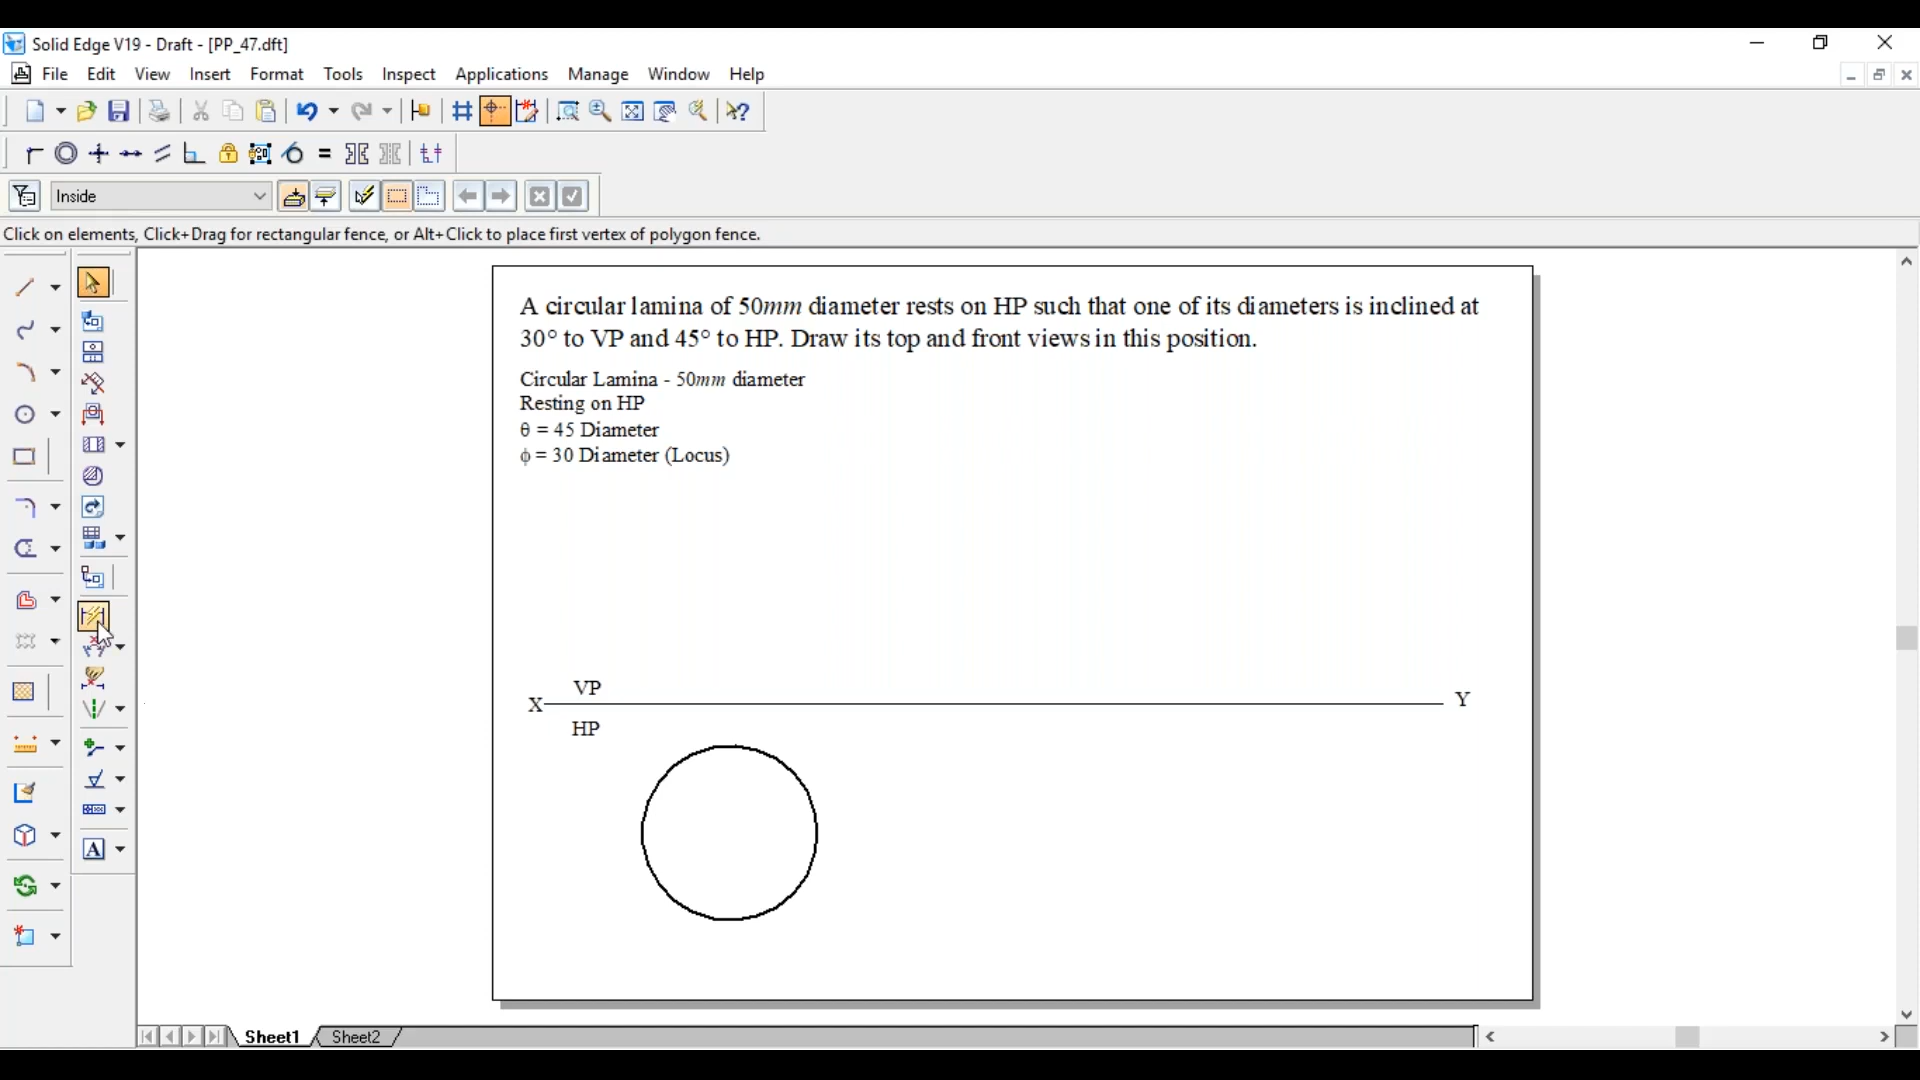 Solid Edge V19 - Draft - [PP_47.dft]
File Edit View Insert Format Tools Inspect Applications Manage Window Help
Inside
Click on elements, Click+Drag for rectangular fence, or Alt+Click to place first vertex of polygon fence.
A circular lamina of 50mm diameter rests on HP such that one of its diameters is inclined at
30° to VP and 45° to HP. Draw its top and front views in this position.
Circular Lamina - 50mm diameter
Resting on HP
θ = 45 Diameter
ϕ = 30 Diameter (Locus)
VP
X Y
HP
A
Sheet1 Sheet2